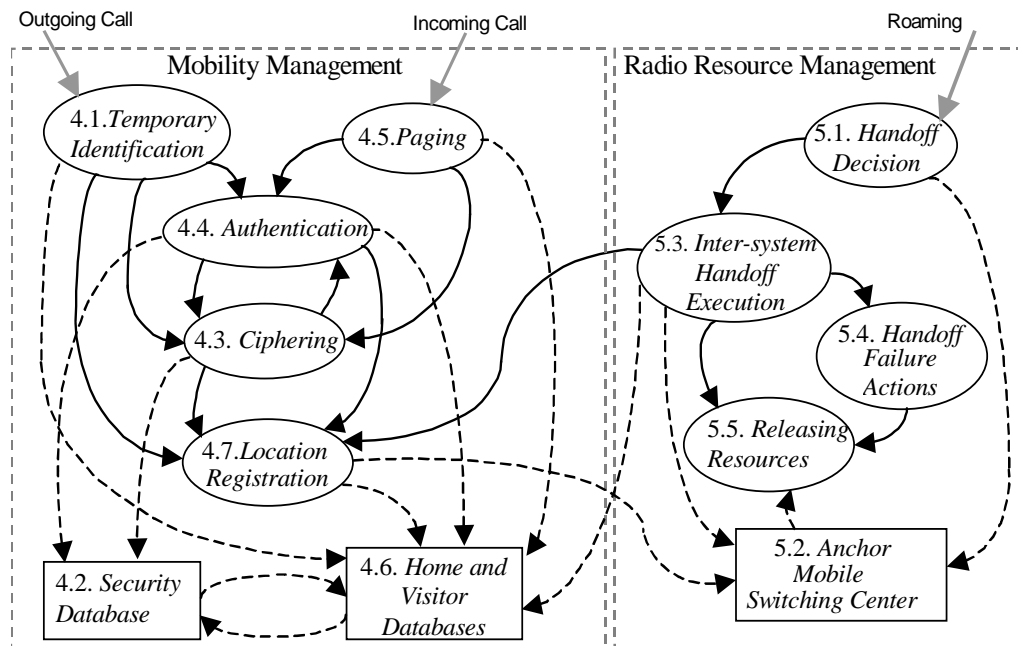 Outgoing Call
Incoming Call
Roaming
Mobility Management
Radio Resource Management
4.1.Temporary
Identification
4.5.Paging
5.1. Handoff
Decision
4.4. Authentication
5.3. Inter-system
Handoff
Execution
4.3. Ciphering
5.4. Handoff
Failure
Actions
4.7.Location
Registration
5.5. Releasing
Resources
4.2. Security
Database
4.6. Home and
Visitor
Databases
5.2. Anchor
Mobile
Switching Center